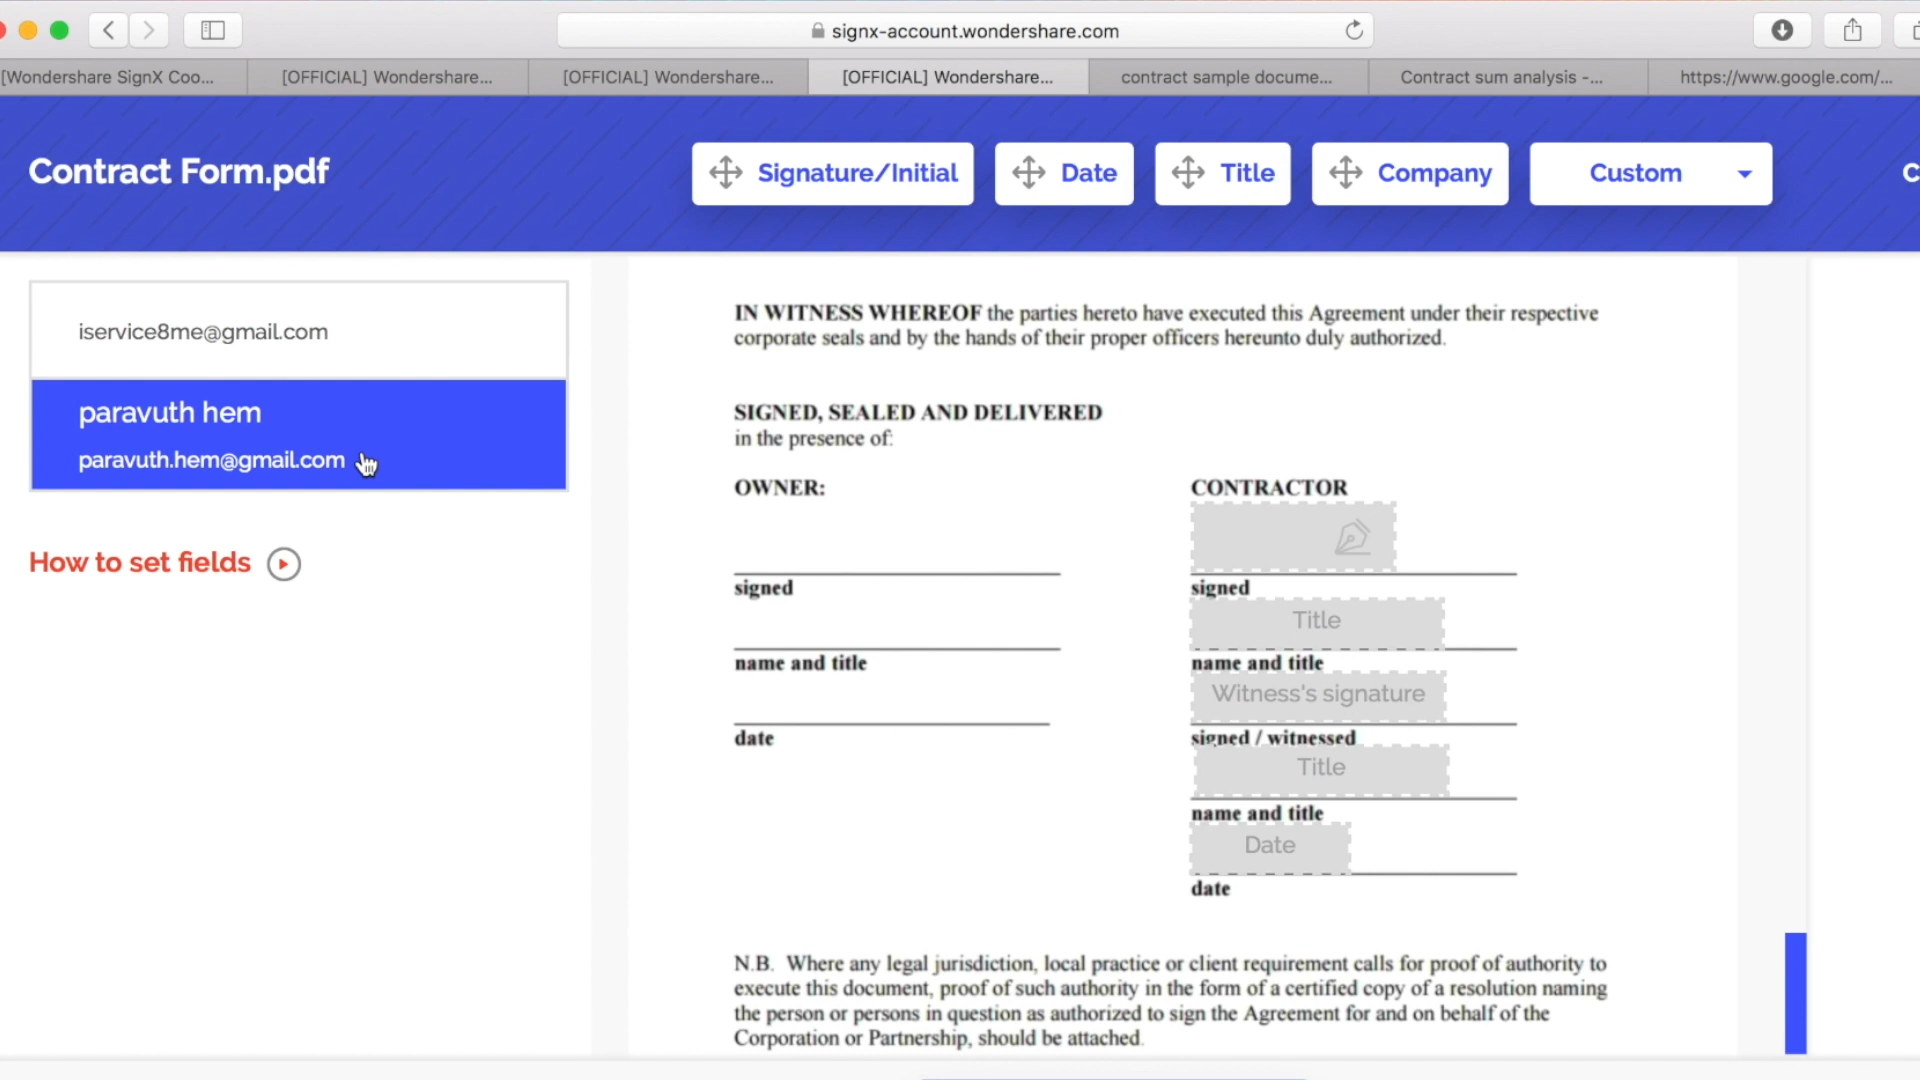 signx-account.wondershare.com
[Wondershare SignX Coo...
[OFFICIAL] Wondershare...
[OFFICIAL] Wondershare...
[OFFICIAL] Wondershare...
contract sample docume...
Contract sum analysis -...
https://www.google.com/...
Contract Form.pdf
Signature/Initial
Date
Title
Company
Custom
iservice8me@gmail.com
paravuth hem
paravuth.hem@gmail.com
How to set fields
IN WITNESS WHEREOF the parties hereto have executed this Agreement under their respective
corporate seals and by the hands of their proper officers hereunto duly authorized.
SIGNED, SEALED AND DELIVERED
in the presence of:
OWNER:
signed
name and title
date
CONTRACTOR
signed
Title
name and title
Witness's signature
signed / witnessed
Title
name and title
Date
date
N.B. Where any legal jurisdiction, local practice or client requirement calls for proof of authority to
execute this document, proof of such authority in the form of a certified copy of a resolution naming
the person or persons in question as authorized to sign the Agreement for and on behalf of the
Corporation or Partnership, should be attached.